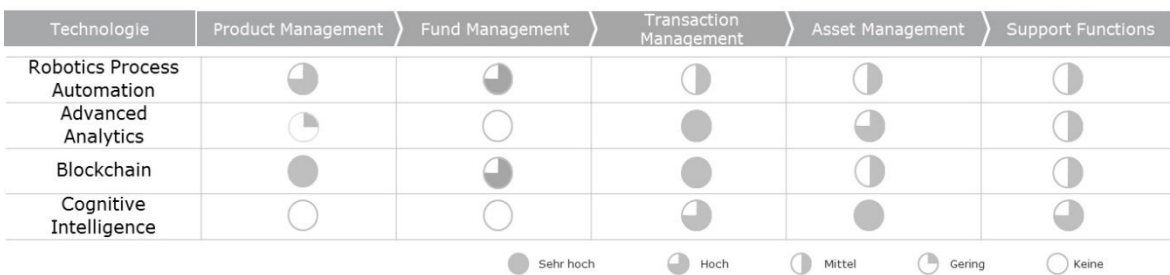 Technologie Product Management Fund Management Transaction Management Asset Management Support Functions
Robotics Process
Automation
Advanced
Analytics
Blockchain
Cognitive
Intelligence
Sehr hoch Hoch Mittel Gering Keine